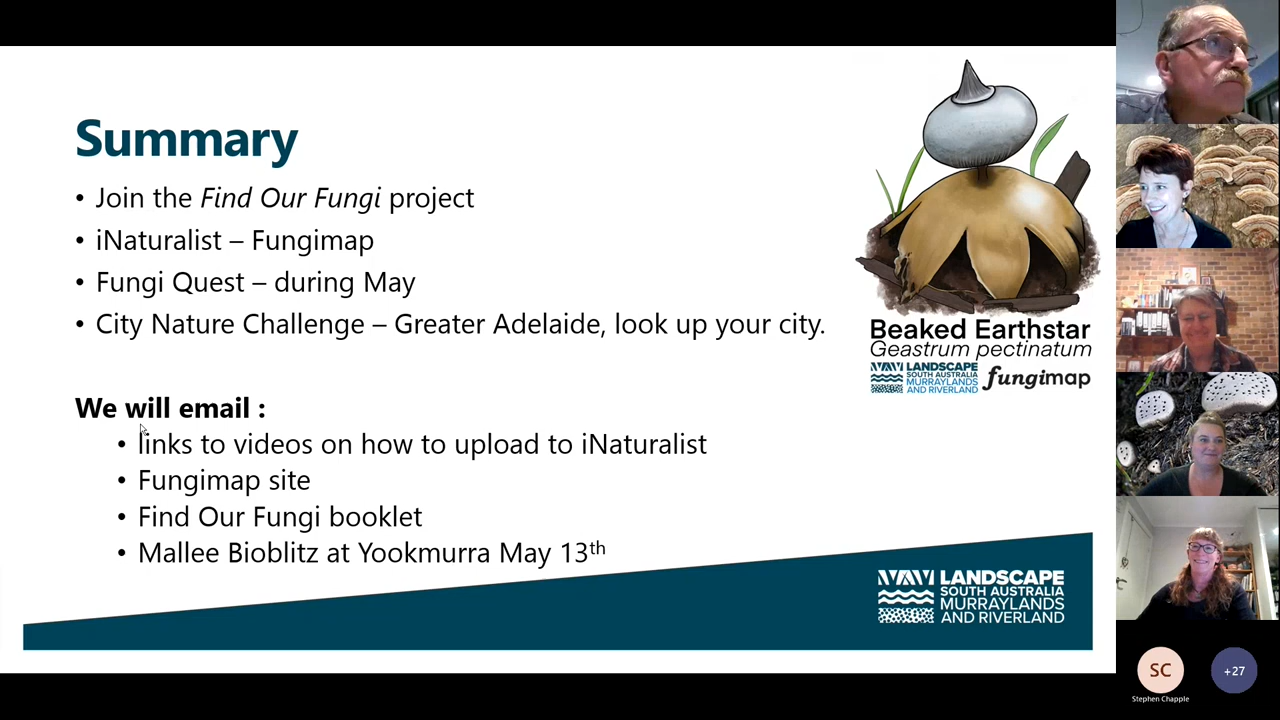 Summary
• Join the Find Our Fungi project
• iNaturalist – Fungimap
• Fungi Quest – during May
• City Nature Challenge – Greater Adelaide, look up your city.
We will email :
• links to videos on how to upload to iNaturalist
• Fungimap site
• Find Our Fungi booklet
• Mallee Bioblitz at Yookmurra May 13th
Beaked Earthstar
Geastrum pectinatum
LANDSCAPE
SOUTH AUSTRALIA
MURRAYLANDS
AND RIVERLAND
fungimap
LANDSCAPE
SOUTH AUSTRALIA
MURRAYLANDS
AND RIVERLAND
SC
Stephen Chapple
+27